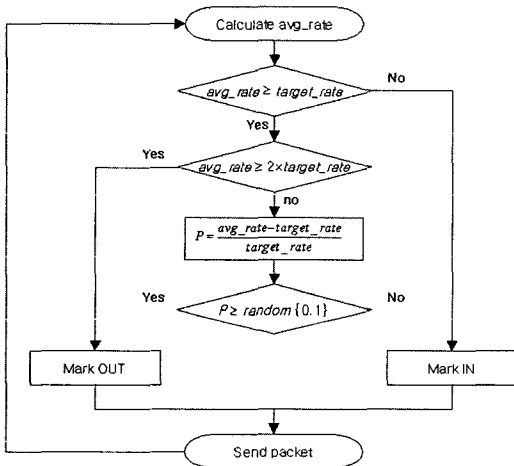 Calculate avg_rate
avg_rate ≥ target_rate
No
Yes
avg_rate ≥ 2×target_rate
Yes
no
P = avg_rate−target_rate
target_rate
P ≥ random {0.1}
Yes
No
Mark OUT
Mark IN
Send packet